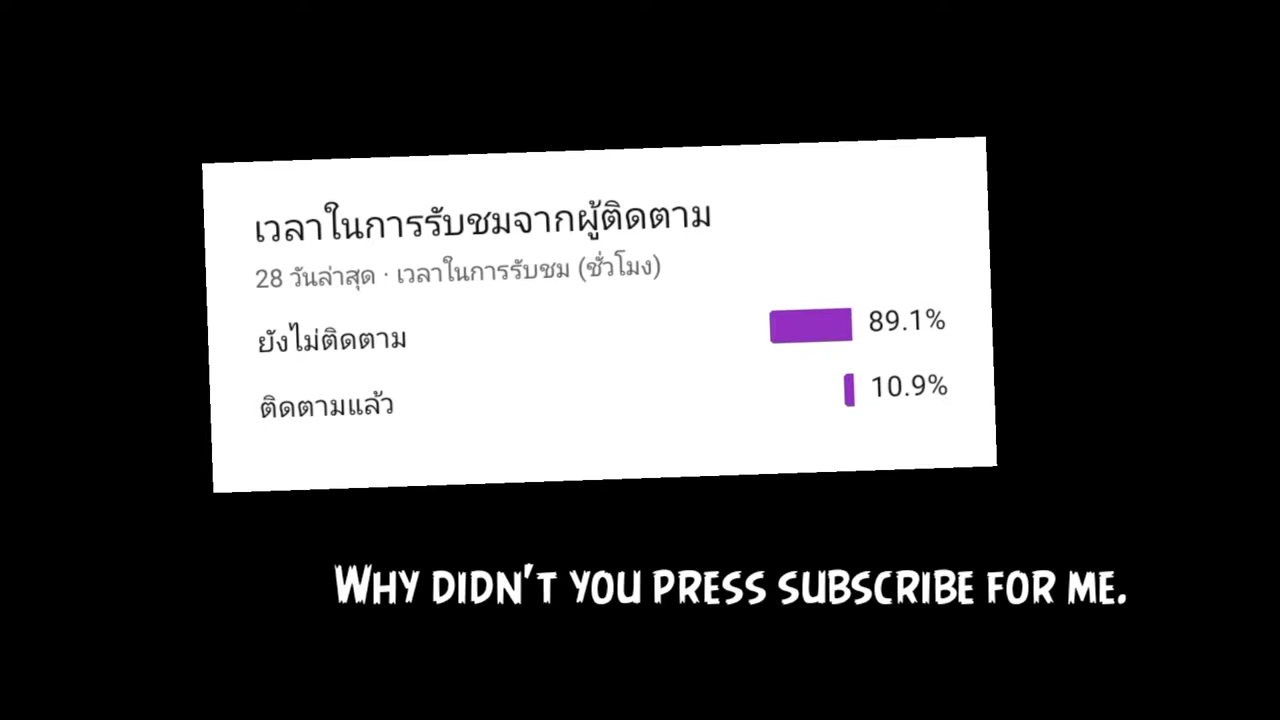 เวลาในการรับชมจากผู้ติดตาม
28 วันล่าสุด · เวลาในการรับชม (ชั่วโมง)
ยังไม่ติดตาม 89.1%
ติดตามแล้ว 10.9%
WHY DIDN'T YOU PRESS SUBSCRIBE FOR ME.